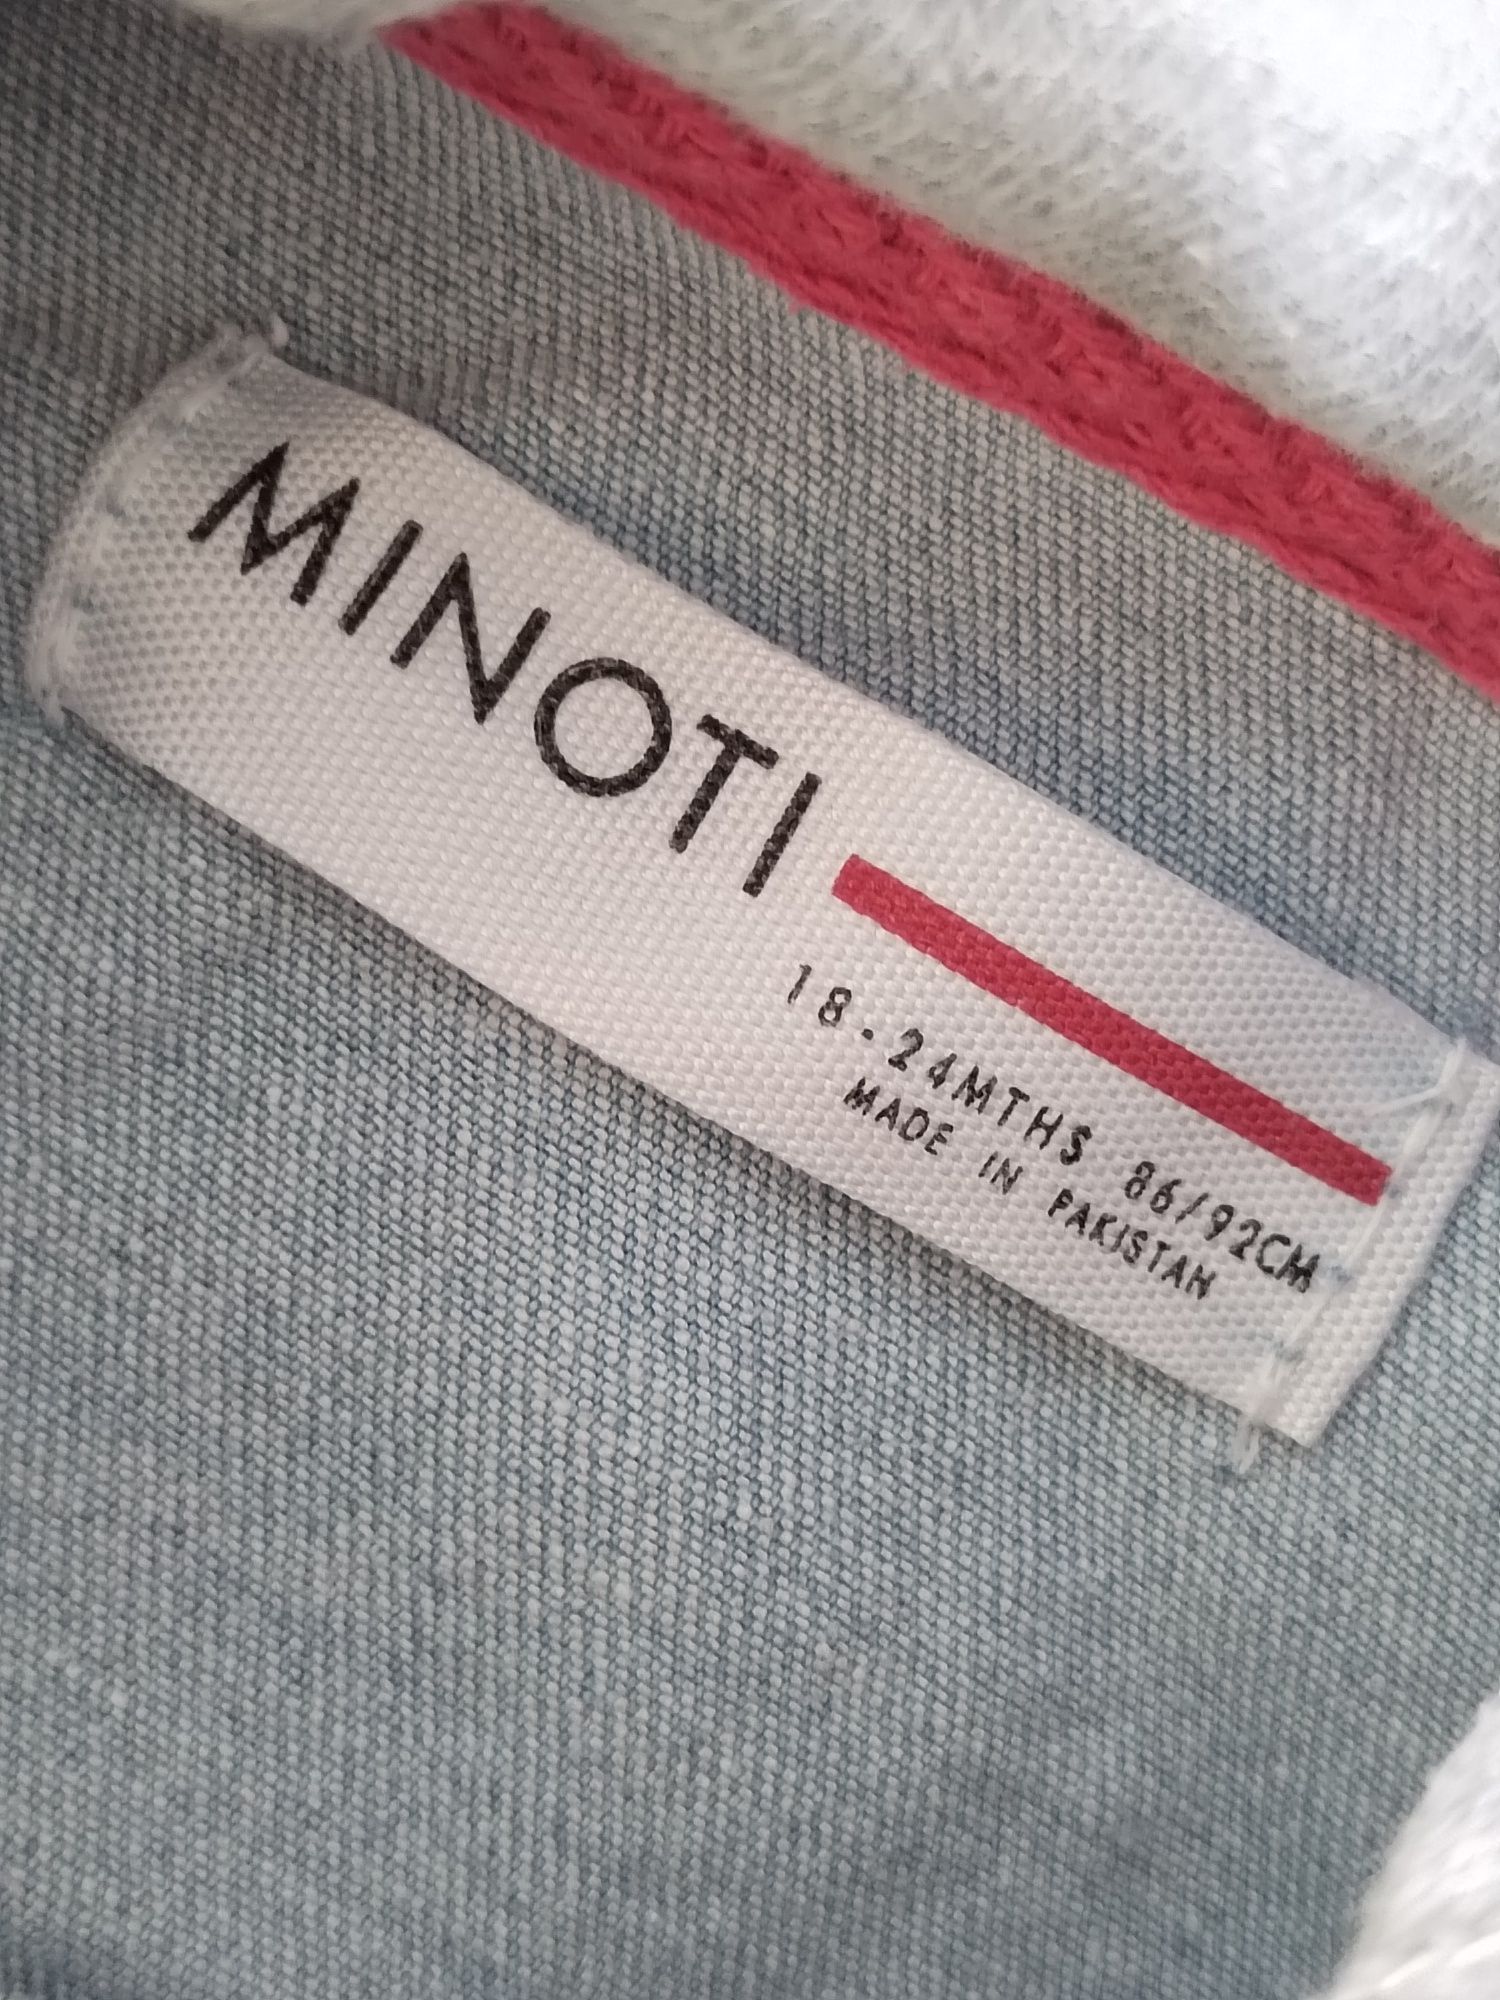 MINOTI
18-24MTHS 86/92CM
MADE IN PAKISTAN